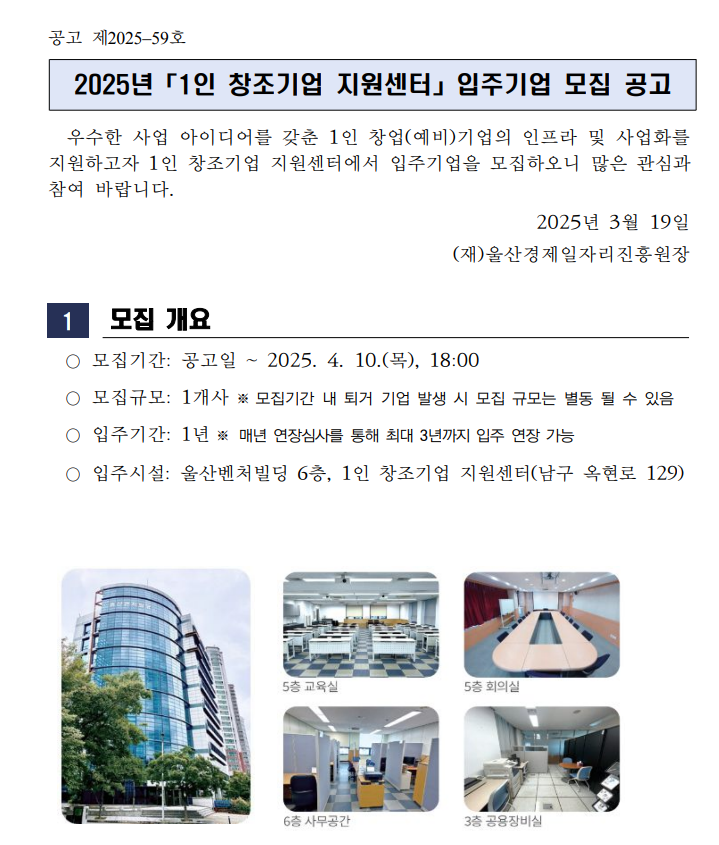 공고 제2025-59호
2025년 「1인 창조기업 지원센터」 입주기업 모집 공고
우수한 사업 아이디어를 갖춘 1인 창업(예비)기업의 인프라 및 사업화를
지원하고자 1인 창조기업 지원센터에서 입주기업을 모집하오니 많은 관심과
참여 바랍니다.
2025년 3월 19일
(재)울산경제일자리진흥원장
1 모집 개요
○ 모집기간: 공고일 ~ 2025. 4. 10.(목), 18:00
○ 모집규모: 1개사 ※ 모집기간 내 퇴거 기업 발생 시 모집 규모는 별동 될 수 있음
○ 입주기간: 1년 ※ 매년 연장심사를 통해 최대 3년까지 입주 연장 가능
○ 입주시설: 울산벤처빌딩 6층, 1인 창조기업 지원센터(남구 옥현로 129)
5층 교육실
5층 회의실
6층 사무공간
3층 공용장비실